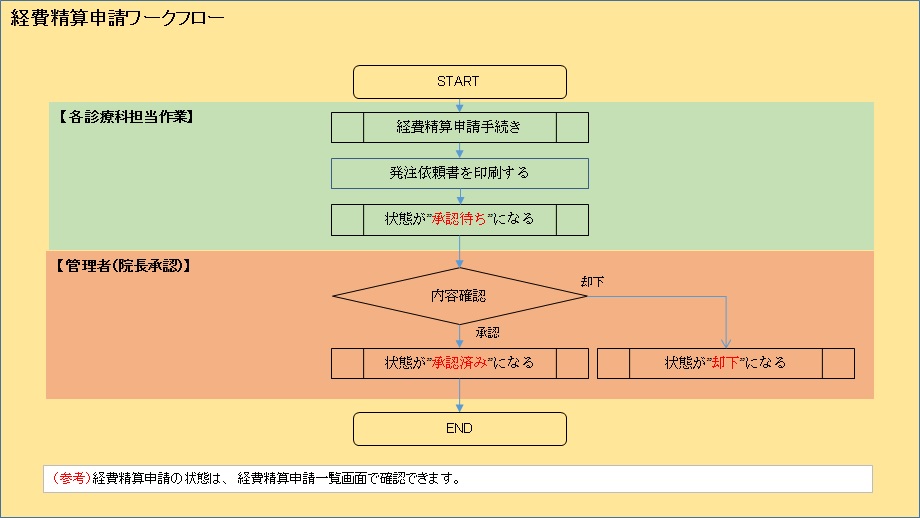 経費精算申請ワークフロー
START
【各診療科担当作業】
経費精算申請手続き
発注依頼書を印刷する
状態が”承認待ち”になる
【管理者(院長承認)】
却下
内容確認
承認
状態が”承認済み”になる
状態が”却下”になる
END
(参考)経費精算申請の状態は、経費精算申請一覧画面で確認できます。